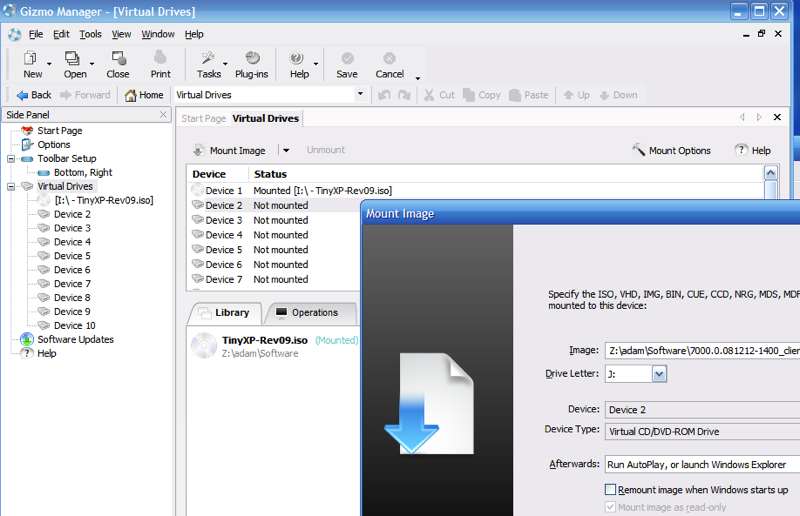 Gizmo Manager - [Virtual Drives]
File Edit Tools View Window Help
New Open Close Print Tasks Plug-ins Help Save Cancel
Back Forward Home Virtual Drives Cut Copy Paste Up Down
Side Panel
Start Page
Options
Toolbar Setup
Bottom, Right
Virtual Drives
[I:\ - TinyXP-Rev09.iso]
Device 2
Device 3
Device 4
Device 5
Device 6
Device 7
Device 8
Device 9
Device 10
Software Updates
Help
Start Page Virtual Drives
Mount Image Unmount Mount Options Help
Device Status
Device 1 Mounted [I:\ - TinyXP-Rev09.iso]
Device 2 Not mounted
Device 3 Not mounted
Device 4 Not mounted
Device 5 Not mounted
Device 6 Not mounted
Device 7 Not mounted
Library Operations
TinyXP-Rev09.iso (Mounted)
Z:\adam\Software
Mount Image
Specify the ISO, VHD, IMG, BIN, CUE, CCD, NRG, MDS, MDF
mounted to this device:
Image: Z:\adam\Software\7000.0.081212-1400_clien
Drive Letter: J:
Device: Device 2
Device Type: Virtual CD/DVD-ROM Drive
Afterwards: Run AutoPlay, or launch Windows Explorer
Remount image when Windows starts up
Mount image as read-only